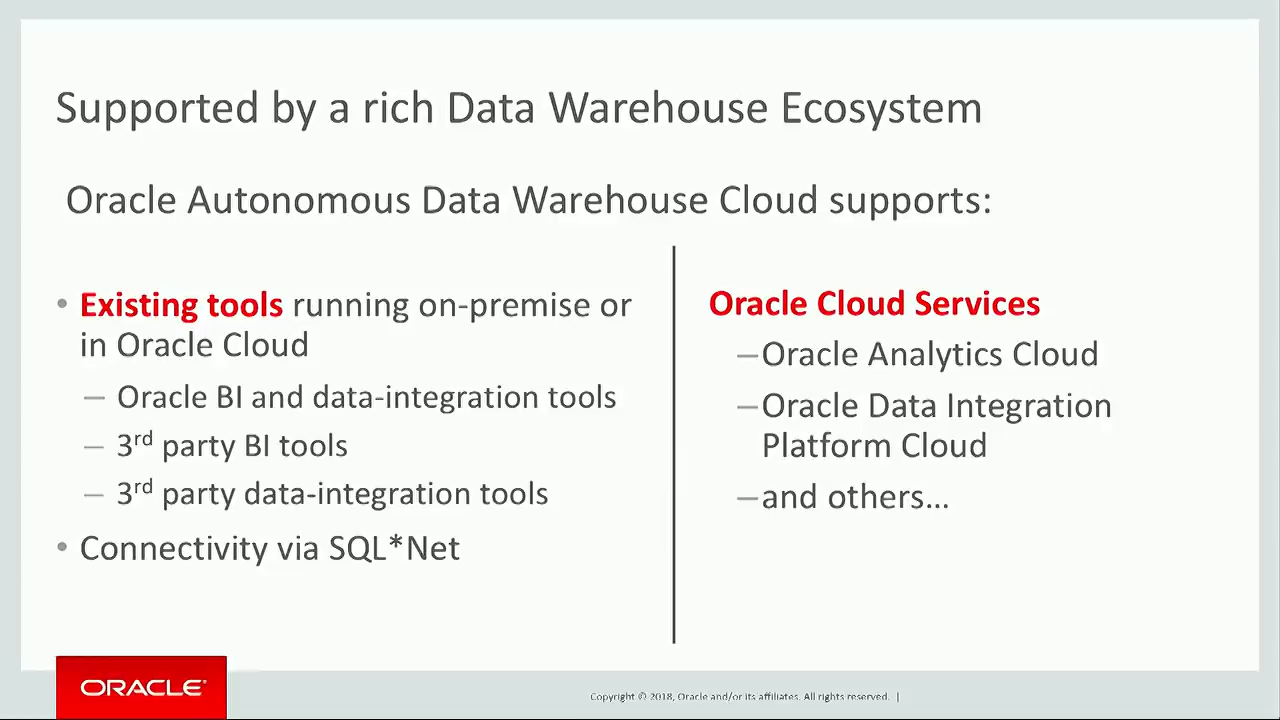 Supported by a rich Data Warehouse Ecosystem
Oracle Autonomous Data Warehouse Cloud supports:
• Existing tools running on-premise or
in Oracle Cloud
– Oracle BI and data-integration tools
– 3rd party BI tools
– 3rd party data-integration tools
• Connectivity via SQL*Net
Oracle Cloud Services
–Oracle Analytics Cloud
–Oracle Data Integration
Platform Cloud
–and others…
ORACLE®
Copyright © 2018, Oracle and/or its affiliates. All rights reserved. |